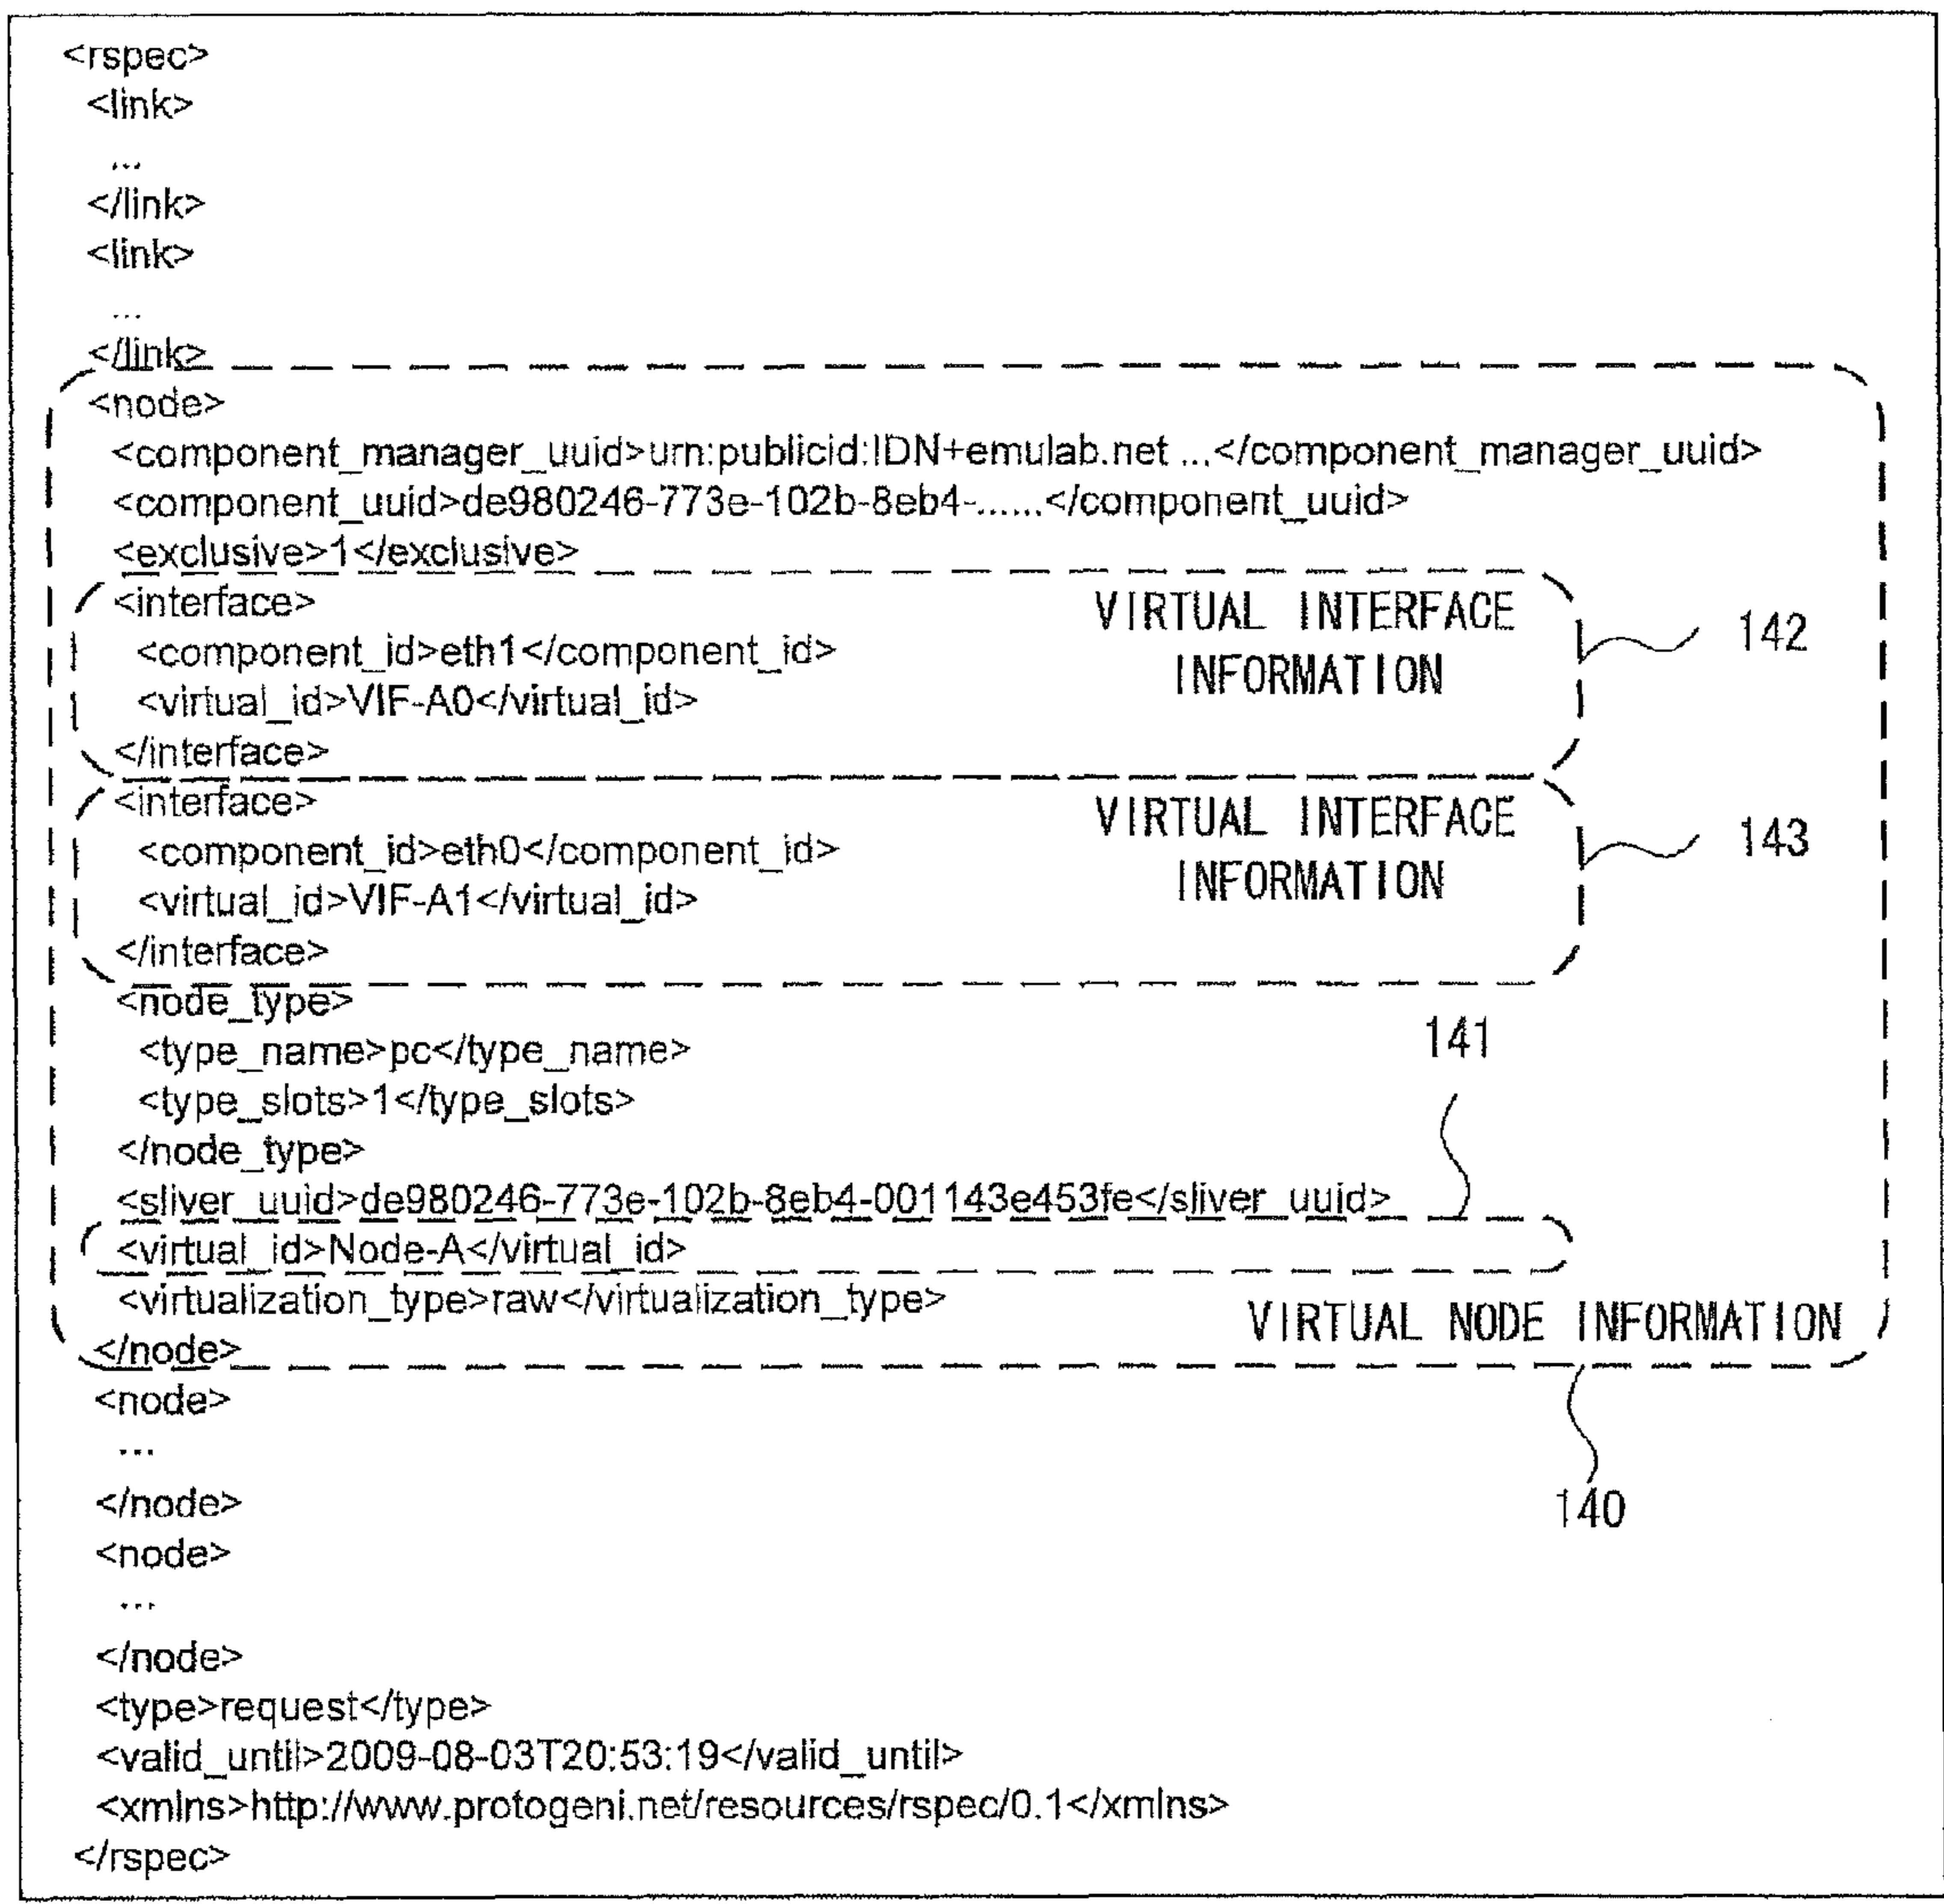 <rspec>
<link>
...
</link>
<link>
...
</link>
<node>
<component_manager_uuid>urn:publicid:IDN+emulab.net ...</component_manager_uuid>
<component_uuid>de980246-773e-102b-8eb4-......</component_uuid>
<exclusive>1</exclusive>
<interface>
VIRTUAL INTERFACE
142
<component_id>eth1</component_id>
INFORMATION
<virtual_id>VIF-A0</virtual_id>
</interface>
<interface>
VIRTUAL INTERFACE
143
<component_id>eth0</component_id>
INFORMATION
<virtual_id>VIF-A1</virtual_id>
</interface>
<node_type>
141
<type_name>pc</type_name>
<type_slots>1</type_slots>
</node_type>
<sliver_uuid>de980246-773e-102b-8eb4-001143e453fe</sliver_uuid>
<virtual_id>Node-A</virtual_id>
<virtualization_type>raw</virtualization_type>
VIRTUAL NODE INFORMATION
</node>
<node>
...
</node>
140
<node>
...
</node>
<type>request</type>
<valid_until>2009-08-03T20:53:19</valid_until>
<xmlns>http://www.protogeni.net/resources/rspec/0.1</xmlns>
</rspec>